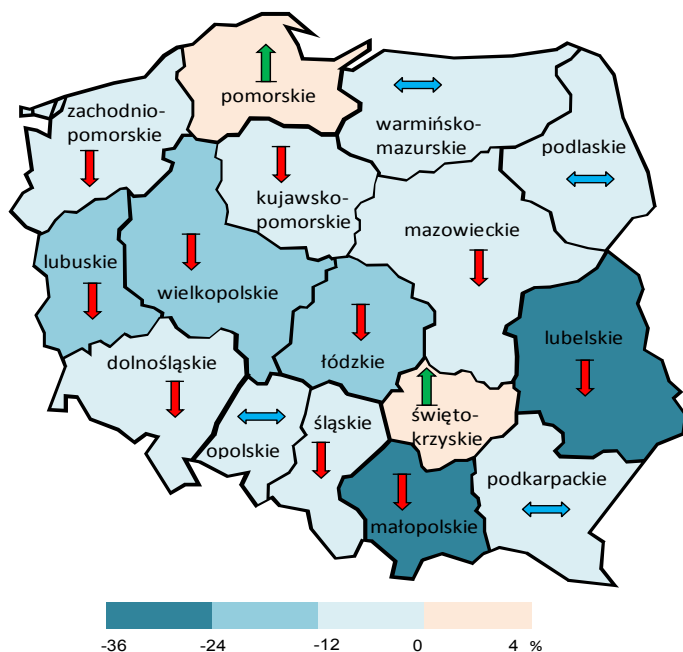 pomorskie
zachodnio-
pomorskie
warmińsko-
mazurskie
podlaskie
kujawsko-
pomorskie
mazowieckie
lubuskie
wielkopolskie
łódzkie
lubelskie
dolnośląskie
opolskie
śląskie
święto-
krzyskie
podkarpackie
małopolskie
-36 -24 -12 0 4 %